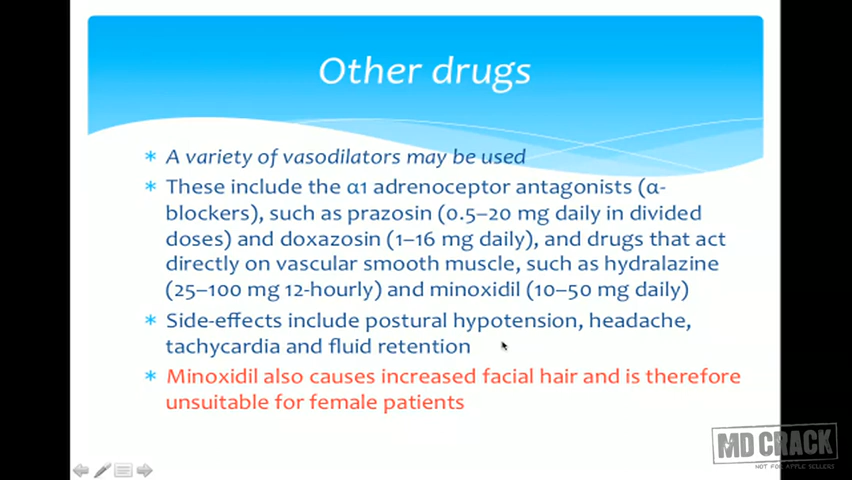 Other drugs
* A variety of vasodilators may be used
* These include the α1 adrenoceptor antagonists (α-
blockers), such as prazosin (0.5–20 mg daily in divided
doses) and doxazosin (1–16 mg daily), and drugs that act
directly on vascular smooth muscle, such as hydralazine
(25–100 mg 12-hourly) and minoxidil (10–50 mg daily)
* Side-effects include postural hypotension, headache,
tachycardia and fluid retention
* Minoxidil also causes increased facial hair and is therefore
unsuitable for female patients
MD CRACK
NOT FOR APPLE SELLERS